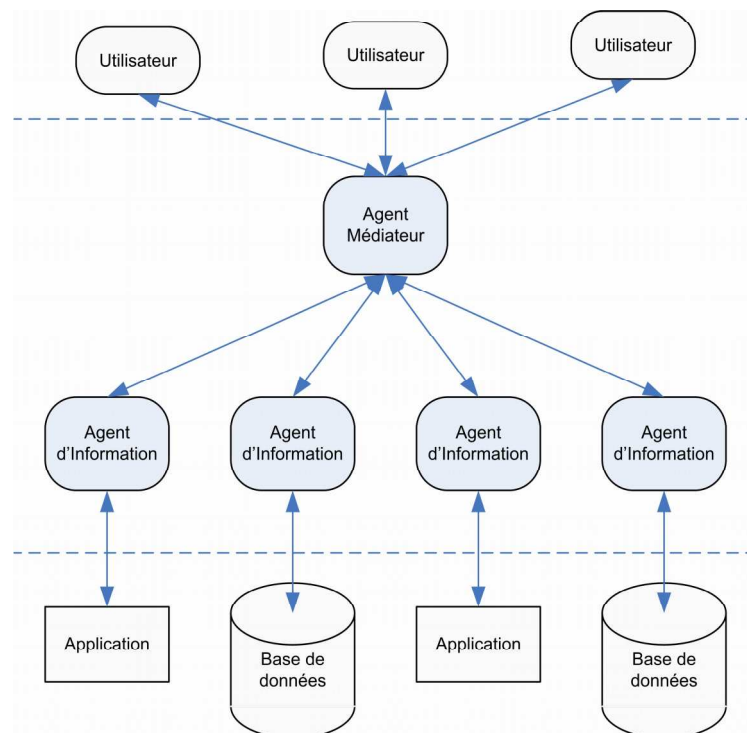 Utilisateur
Utilisateur
Utilisateur
Agent
Médiateur
Agent
d'Information
Agent
d'Information
Agent
d'Information
Agent
d'Information
Application
Base de
données
Application
Base de
données